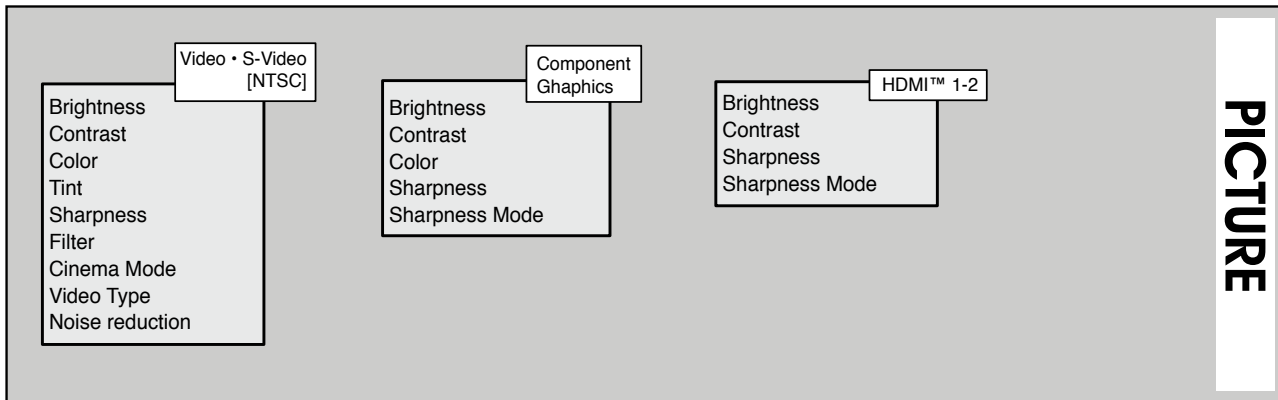 Video • S-Video
[NTSC]
Brightness
Contrast
Color
Tint
Sharpness
Filter
Cinema Mode
Video Type
Noise reduction
Component
Ghaphics
Brightness
Contrast
Color
Sharpness
Sharpness Mode
HDMI™ 1-2
Brightness
Contrast
Sharpness
Sharpness Mode
PICTURE